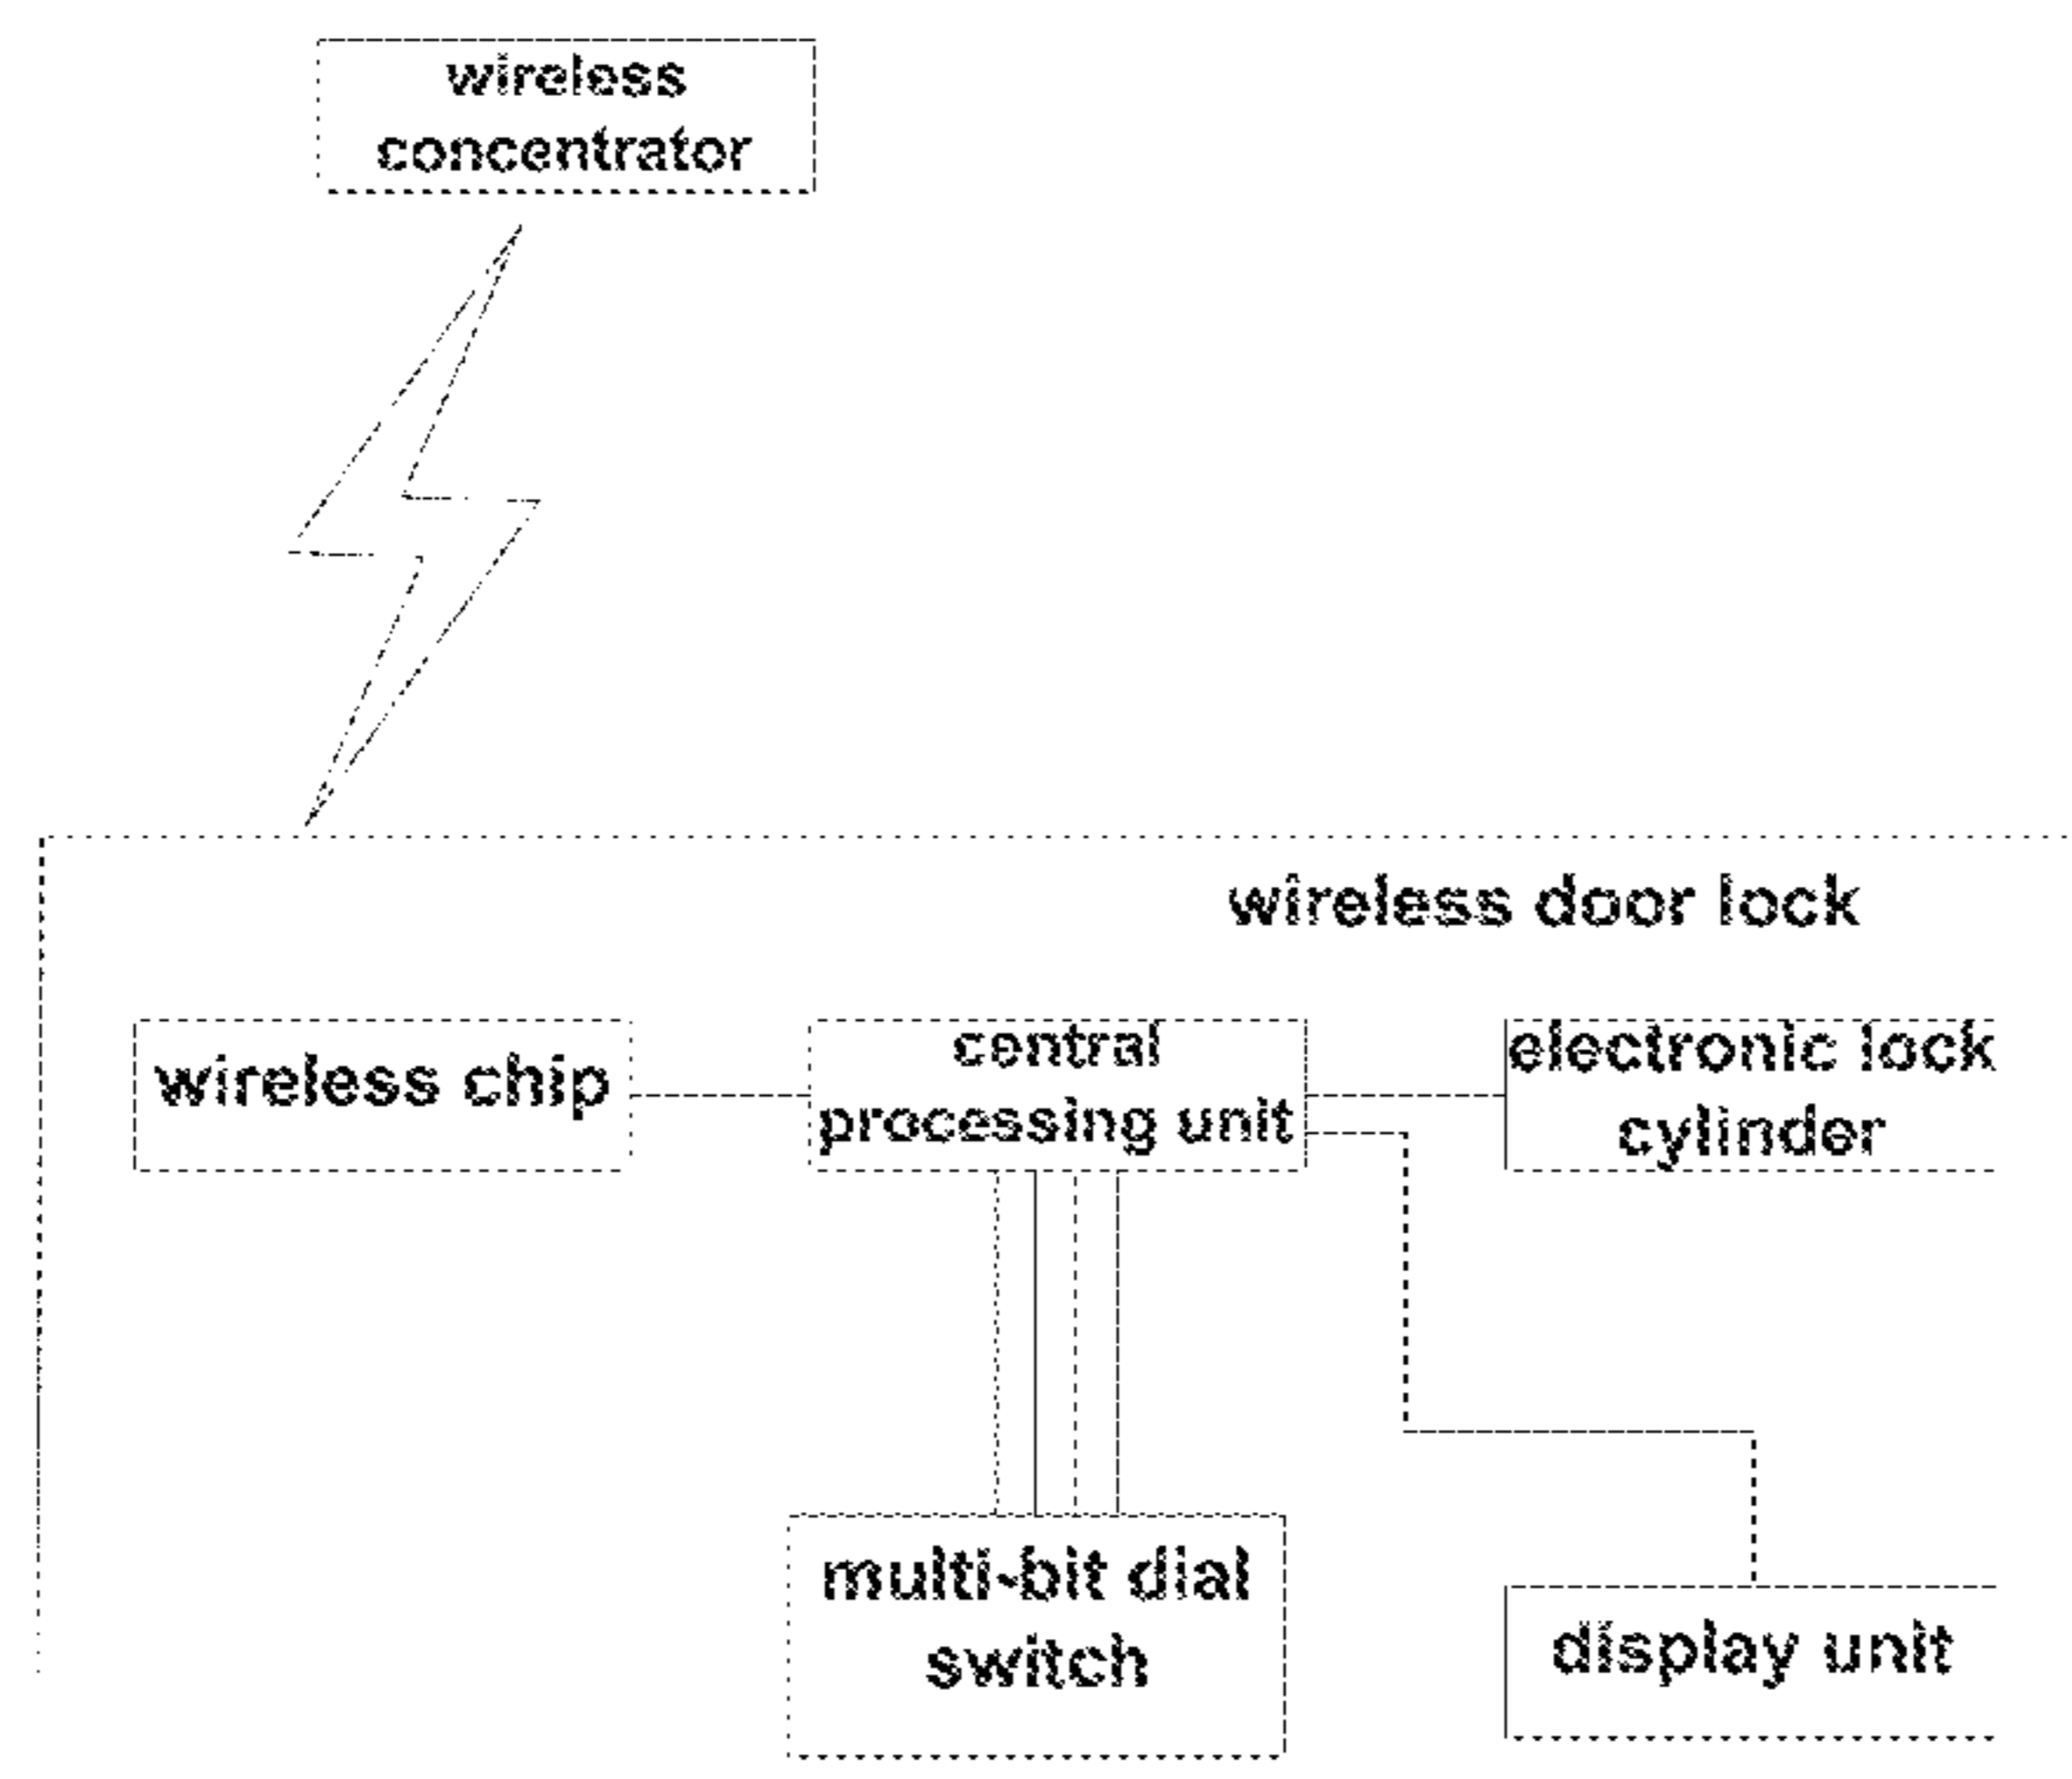 wireless
concentrator
wireless door lock
wireless chip
central
processing unit
electronic lock
cylinder
multi-bit dial
switch
display unit